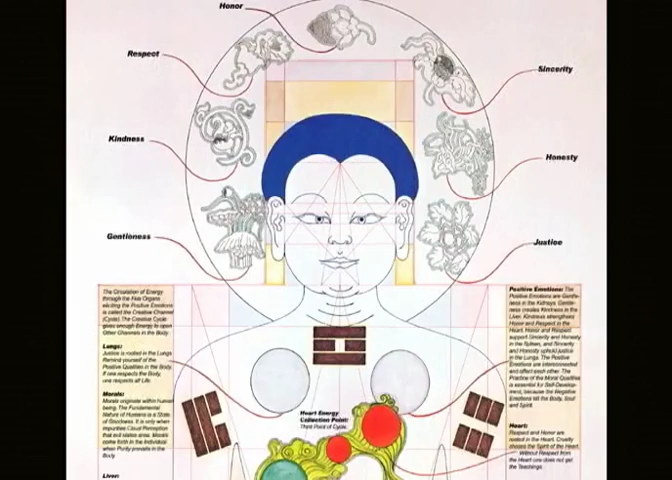 Honor
Respect
Sincerity
Kindness
Honesty
Gentleness
Justice
The Circulation of Energy
through the Five Organs
eliciting the Positive Emotions
is called the Creative Channel
(Cycle). The Creative Cycle
gives enough Energy to open
Other Channels in the Body.
Lungs:
Justice is rooted in the Lungs
Remind yourself of the
Positive Qualities in the Body.
If one respects the Body,
one respects all Life.
Morals:
Morals originate within human
being. The Fundamental
Nature of Humans is a State
of Goodness. It is only when
Impurities Cloud Perception
that evil states arise. Morals
come forth in the Individual
when Purity prevails in the
Body.
Liver:
Heart Energy
Collection Point:
Third Point of Cycle.
Positive Emotions: The
Positive Emotions are Gentle-
ness in the Kidneys. Gentle-
ness creates Kindness in the
Liver. Kindness strengthens
Honor and Respect in the
Heart. Honor and Respect
support Sincerity and Honesty
in the Spleen, and Sincerity
and Honesty uphold Justice
in the Lungs. The Positive
Emotions are interconnected
and affect each other. The
Practice of the Moral Qualities
is essential for Self-Develop-
ment, because the Negative
Emotions kill the Body, Soul
and Spirit.
Heart:
Respect and Honor are
rooted in the Heart. Cruelty
chases the Spirit of the Heart.
Without Respect from
the Heart one does not get
the Teachings.